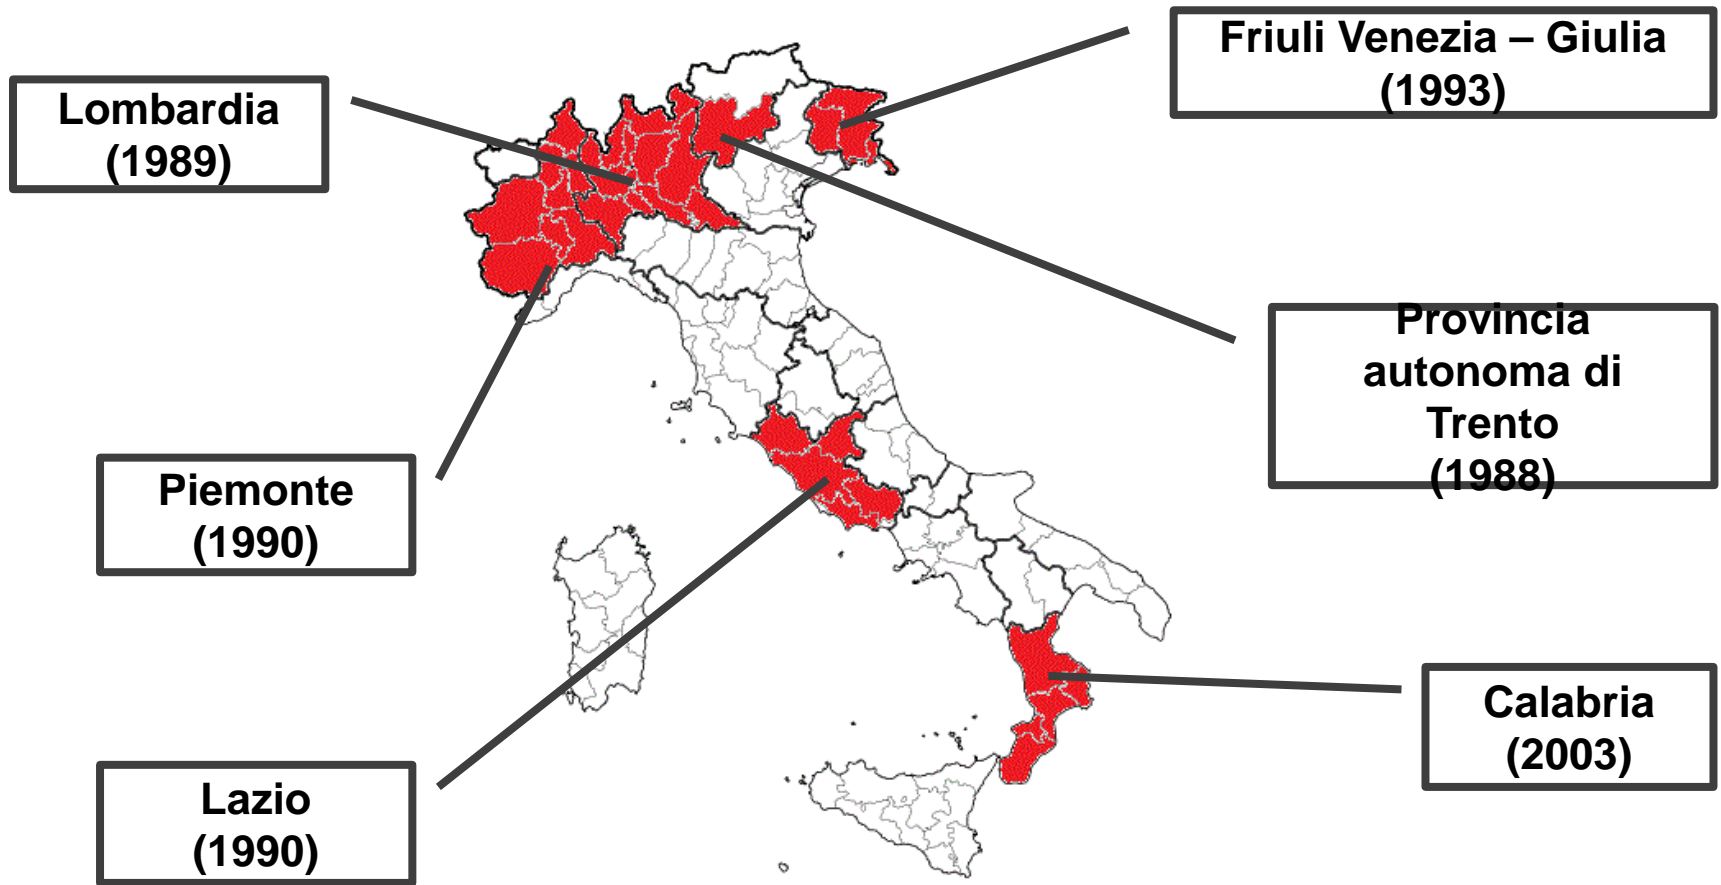 Friuli Venezia – Giulia
(1993)
Lombardia
(1989)
Provincia
autonoma di
Trento
(1988)
Piemonte
(1990)
Calabria
(2003)
Lazio
(1990)